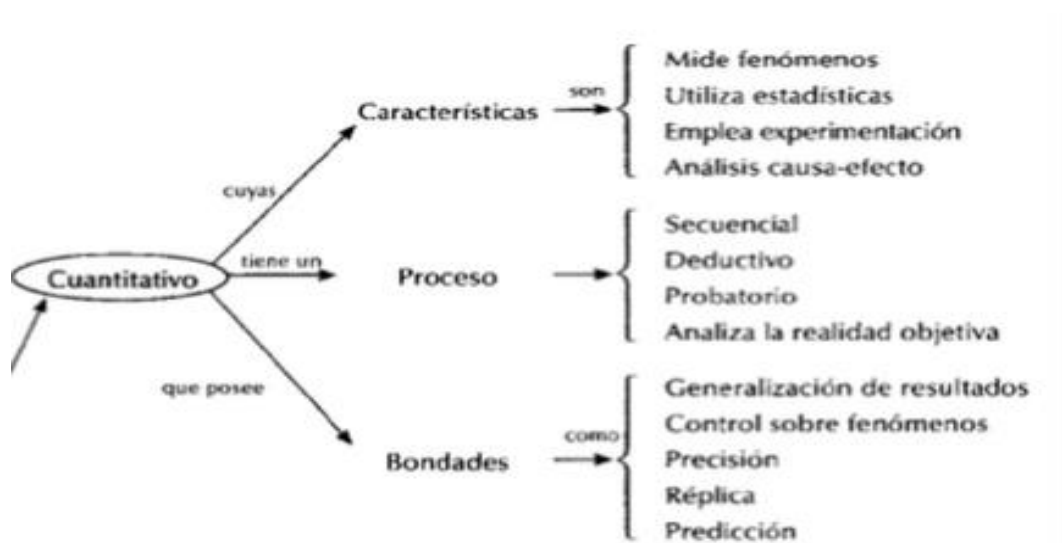 Cuantitativo
cuyas
Características
son
Mide fenómenos
Utiliza estadísticas
Emplea experimentación
Análisis causa-efecto
tiene un
Proceso
Secuencial
Deductivo
Probatorio
Analiza la realidad objetiva
que posee
Bondades
como
Generalización de resultados
Control sobre fenómenos
Precisión
Réplica
Predicción